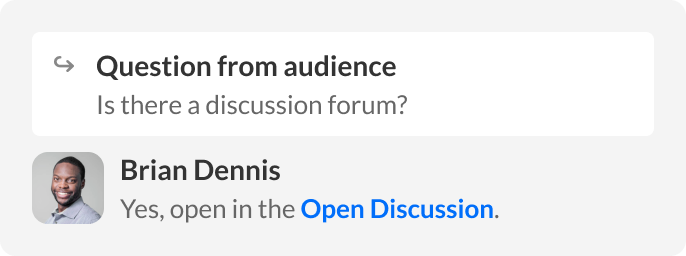 Question from audience
Is there a discussion forum?
Brian Dennis
Yes, open in the Open Discussion.